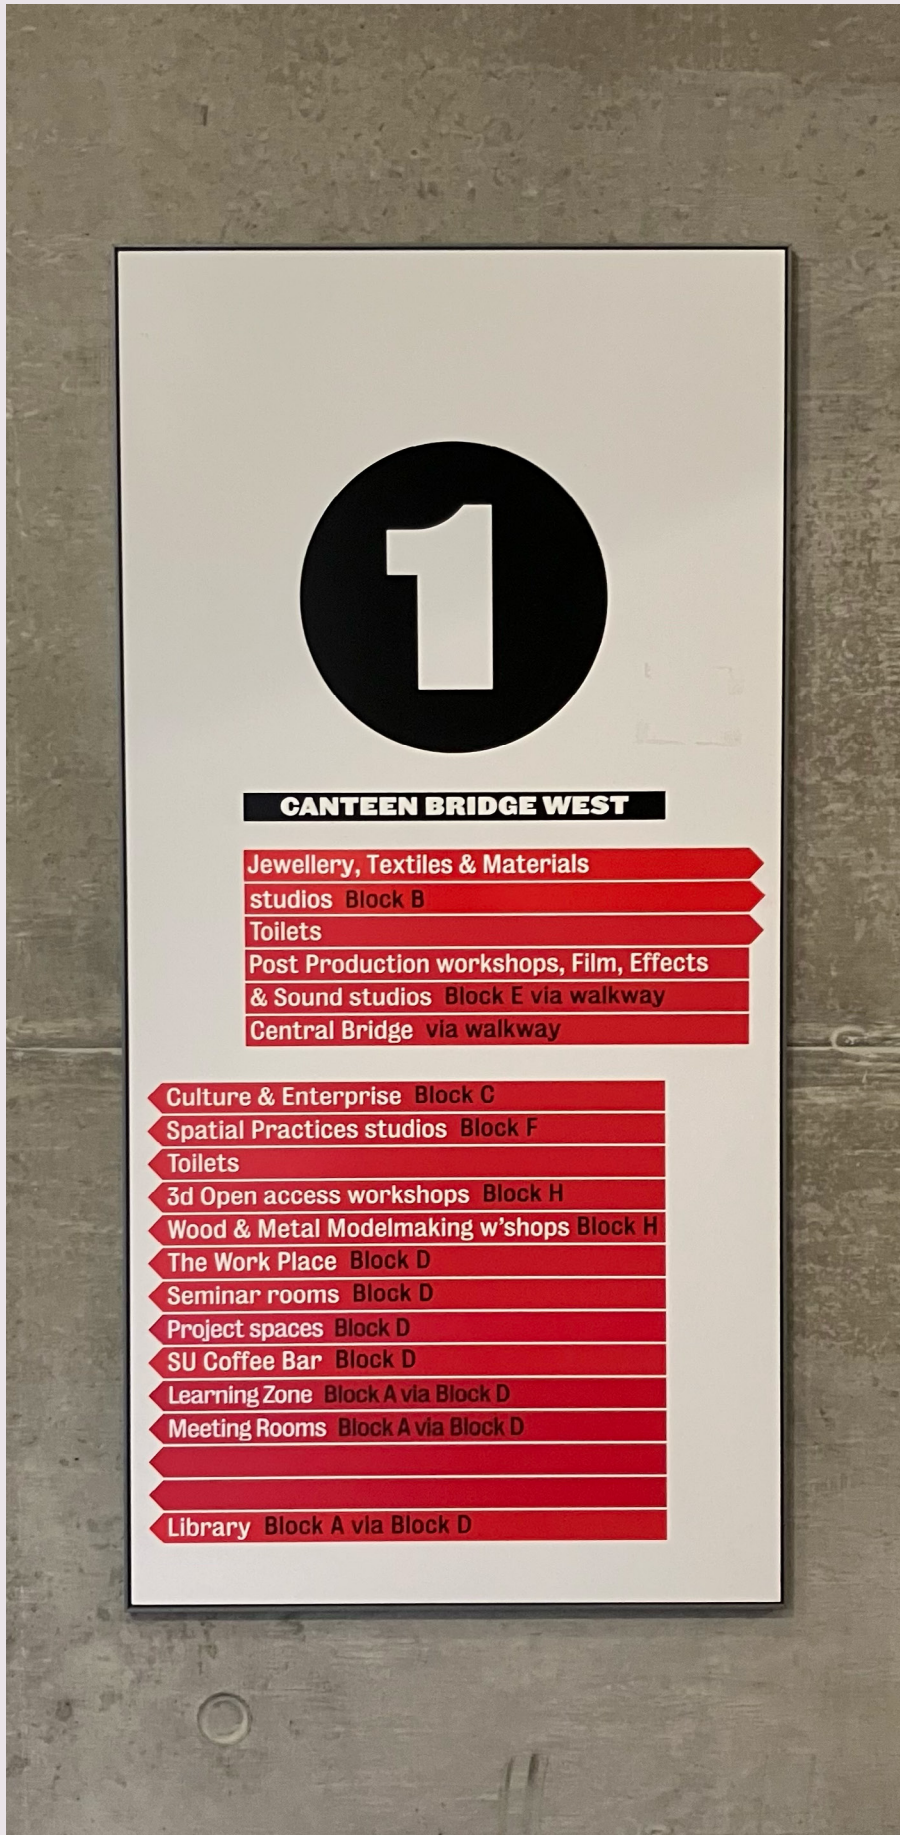 1
CANTEEN BRIDGE WEST
Jewellery, Textiles & Materials
studios Block B
Toilets
Post Production workshops, Film, Effects
& Sound studios Block E via walkway
Central Bridge via walkway
Culture & Enterprise Block C
Spatial Practices studios Block F
Toilets
3d Open access workshops Block H
Wood & Metal Modelmaking w’shops Block H
The Work Place Block D
Seminar rooms Block D
Project spaces Block D
SU Coffee Bar Block D
Learning Zone Block A via Block D
Meeting Rooms Block A via Block D
Library Block A via Block D